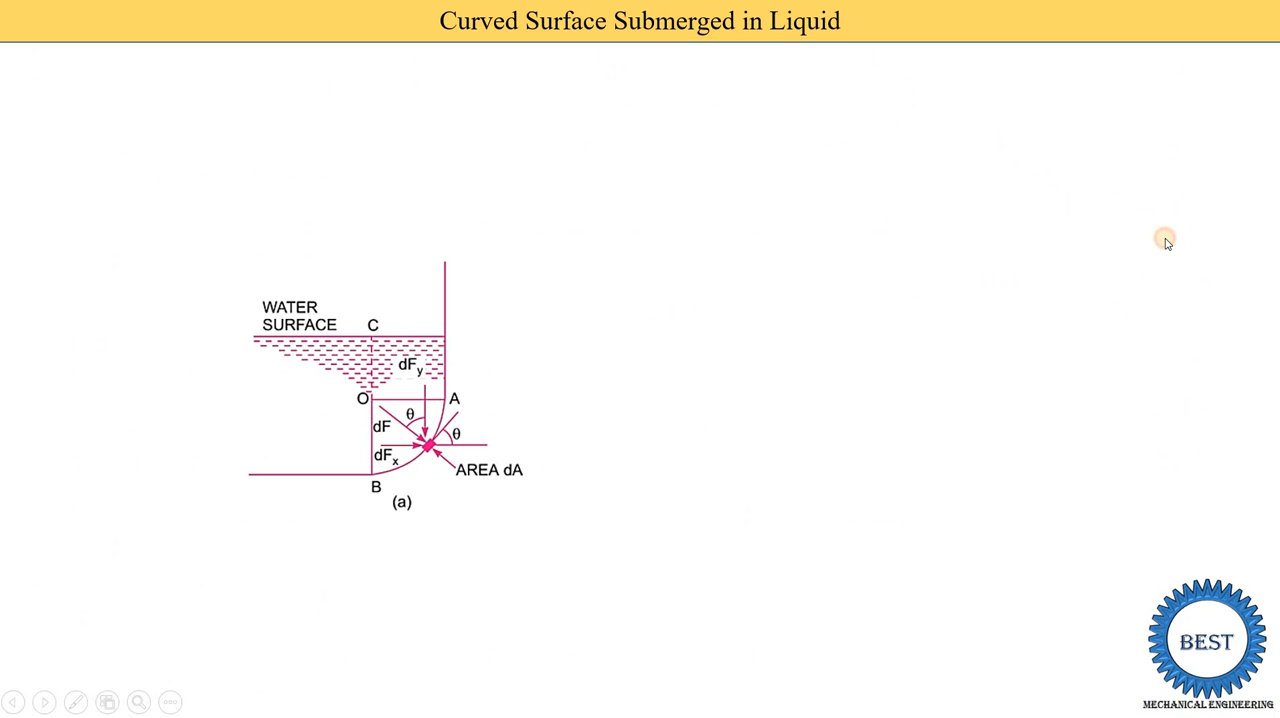 Curved Surface Submerged in Liquid
WATER
SURFACE
C
dFy
O
A
θ
dF
θ
dFx
AREA dA
B
(a)
BEST
MECHANICAL ENGINEERING